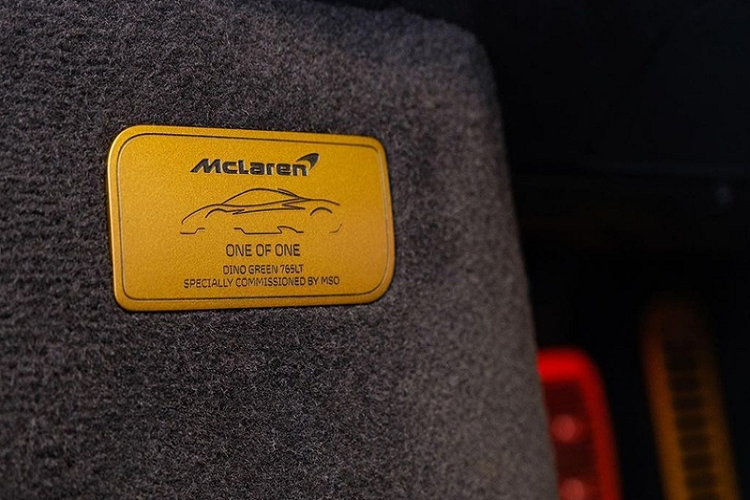 McLaren
ONE OF ONE
DINO GREEN 765LT
SPECIALLY COMMISSIONED BY MSO